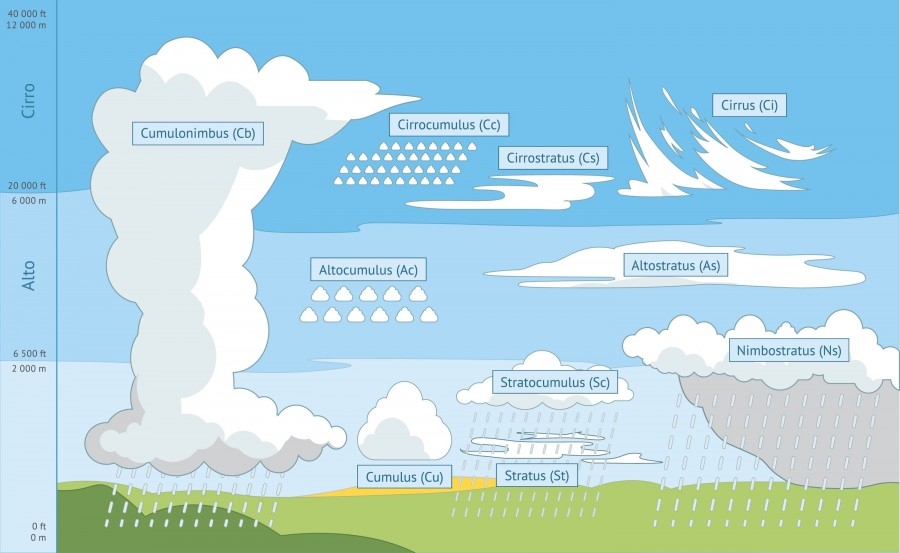 40 000 ft
12 000 m
Cirro
Cumulonimbus (Cb)
Cirrocumulus (Cc)
Cirrostratus (Cs)
Cirrus (Ci)
20 000 ft
6 000 m
Alto
Altocumulus (Ac)
Altostratus (As)
6 500 ft
2 000 m
Nimbostratus (Ns)
Stratocumulus (Sc)
Cumulus (Cu)
Stratus (St)
0 ft
0 m